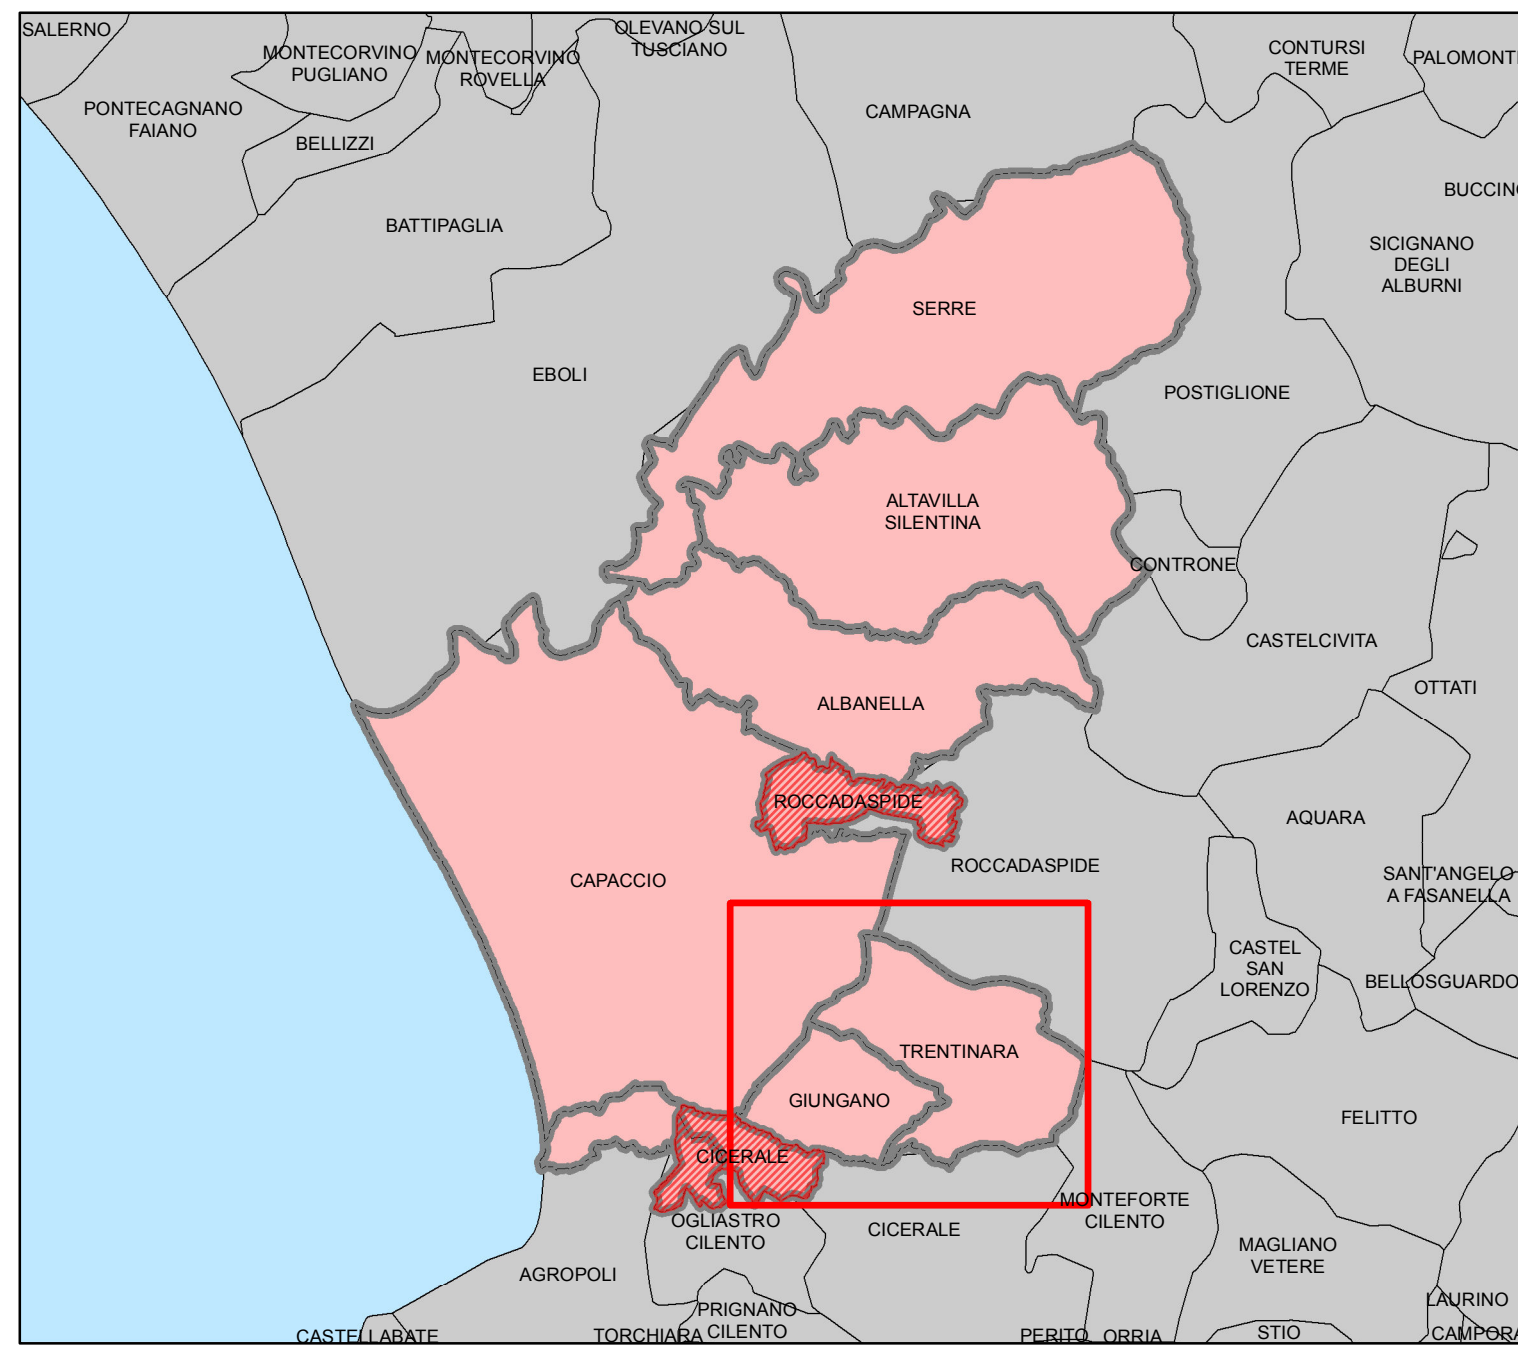 SALERNO
MONTECORVINO
PUGLIANO
MONTECORVINO
ROVELLA
OLEVANO SUL
TUSCIANO
CONTURSI
TERME
PALOMONT
PONTECAGNANO
FAIANO
BELLIZZI
CAMPAGNA
BUCCIN
BATTIPAGLIA
SICIGNANO
DEGLI
ALBURNI
SERRE
EBOLI
POSTIGLIONE
ALTAVILLA
SILENTINA
CONTRONE
CASTELCIVITA
OTTATI
ALBANELLA
ROCCADASPIDE
AQUARA
ROCCADASPIDE
CAPACCIO
SANT'ANGELO
A FASANELLA
CASTEL
SAN
LORENZO
BELLOSGUARDO
TRENTINARA
GIUNGANO
FELITTO
CICERALE
MONTEFORTE
CILENTO
OGLIASTRO
CILENTO
CICERALE
MAGLIANO
VETERE
AGROPOLI
LAURINO
PRIGNANO
CILENTO
CASTELLABATE
TORCHIARA
PERITO
ORRIA
STIO
CAMPORA